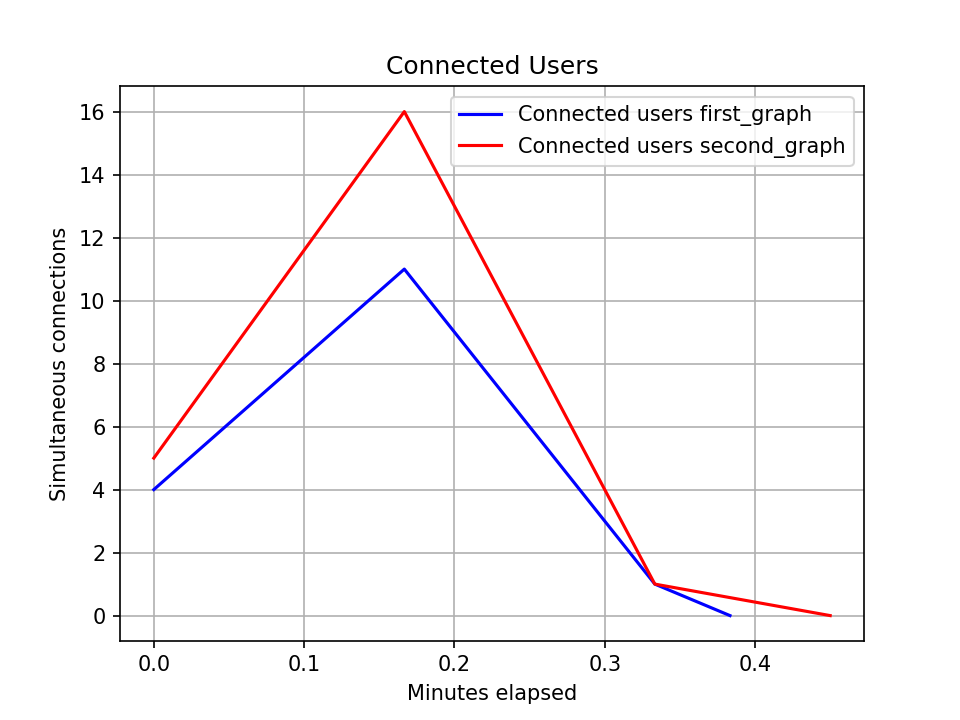 Connected Users
Connected users first_graph
Connected users second_graph
Simultaneous connections
16
14
12
10
8
6
4
2
0
0.0 0.1 0.2 0.3 0.4
Minutes elapsed